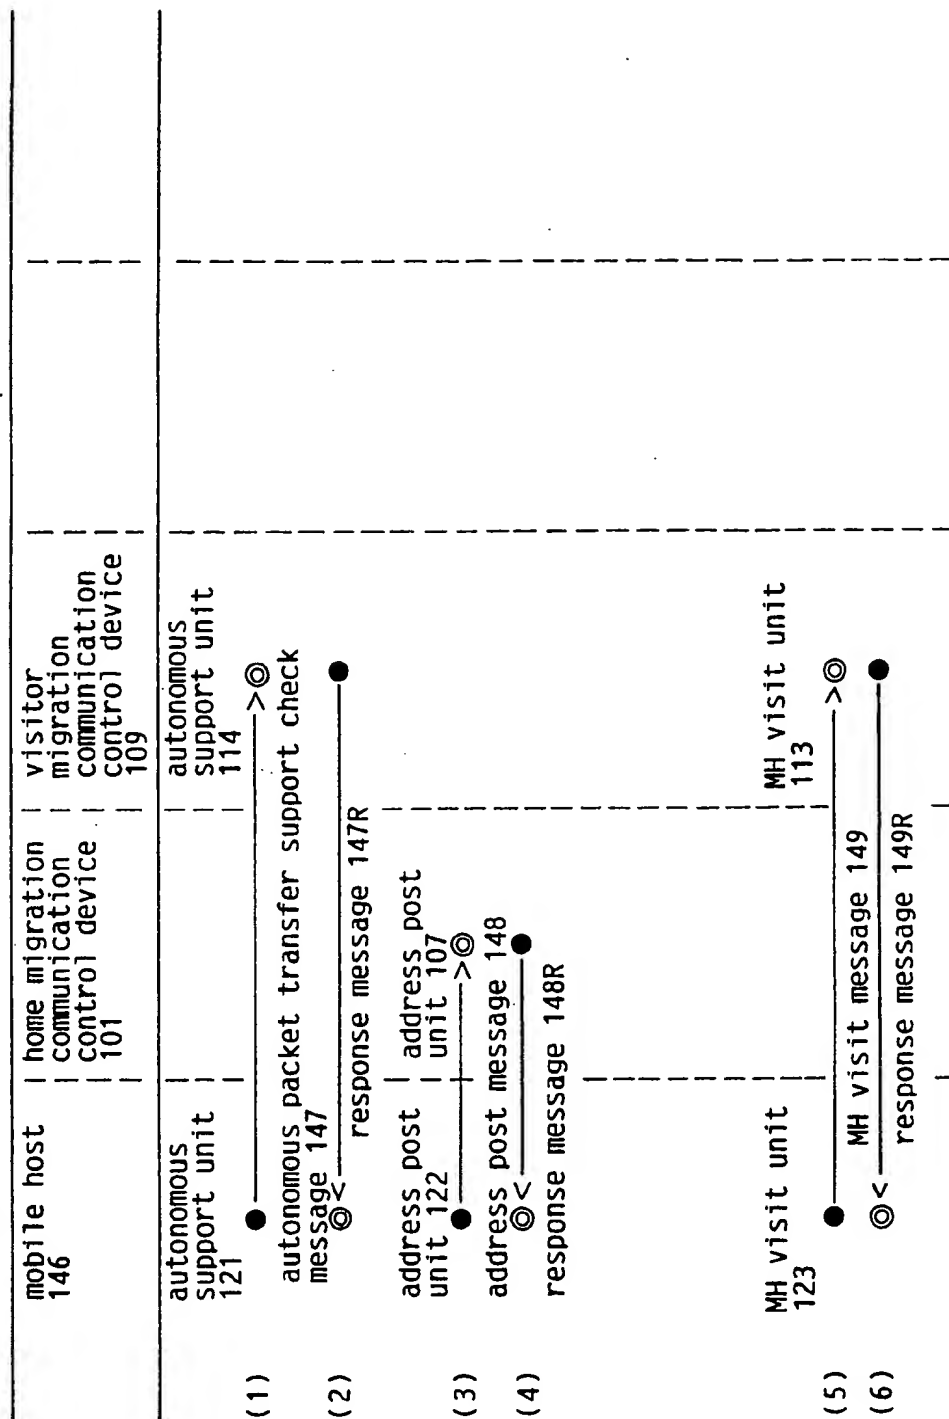 mobile host
146
home migration
communication
control device
101
visitor
migration
communication
control device
109
autonomous
support unit
121
autonomous
support unit
114
(1)
autonomous packet transfer support check
message 147
(2)
response message 147R
address post
unit 122
address post
unit 107
(3)
address post message 148
(4)
response message 148R
MH visit unit
123
MH visit unit
113
(5)
MH visit message 149
(6)
response message 149R